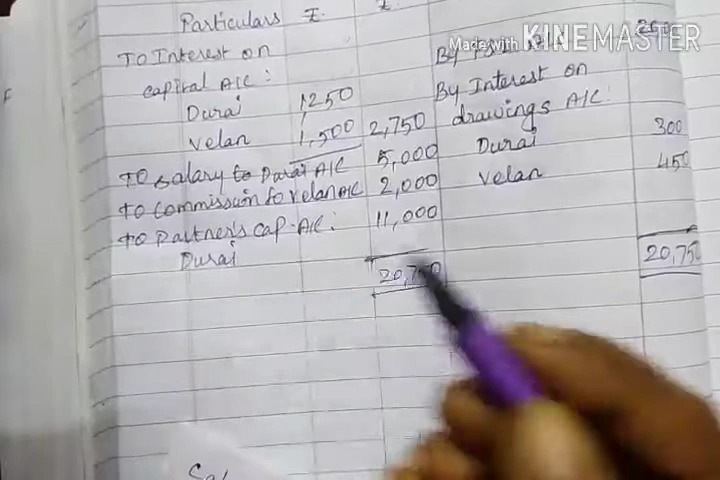 Particulars ₹ ₹
To Interest on
capital A/C:
Durai 1250
Velan 1,500 2,750
To salary to Durai A/C 5,000
To commission to Velan A/C 2,000
To Partner's cap. A/C: 11,000
Durai
20,750
By
By Interest on
drawings A/C:
Durai 300
Velan 450
20,750
Made with KINEMASTER